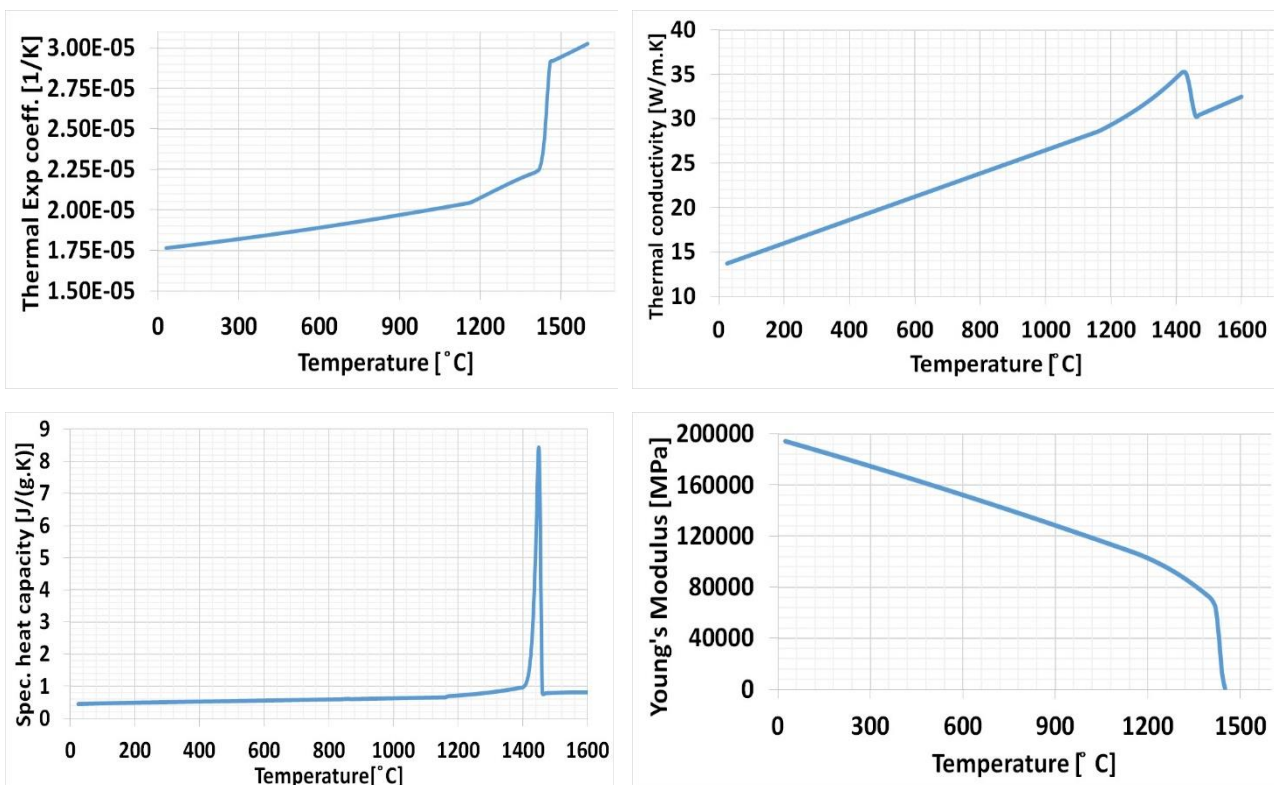 Thermal Exp coeff. [1/K]
3.00E-05
2.75E-05
2.50E-05
2.25E-05
2.00E-05
1.75E-05
1.50E-05
0 300 600 900 1200 1500
Temperature [˚C]
Thermal conductivity [W/m.K]
40
35
30
25
20
15
10
0 200 400 600 800 1000 1200 1400 1600
Temperature [˚C]
Spec. heat capacity [J/(g.K)]
9
8
7
6
5
4
3
2
1
0
0 200 400 600 800 1000 1200 1400 1600
Temperature[˚C]
Young's Modulus [MPa]
200000
160000
120000
80000
40000
0
0 300 600 900 1200 1500
Temperature [˚ C]